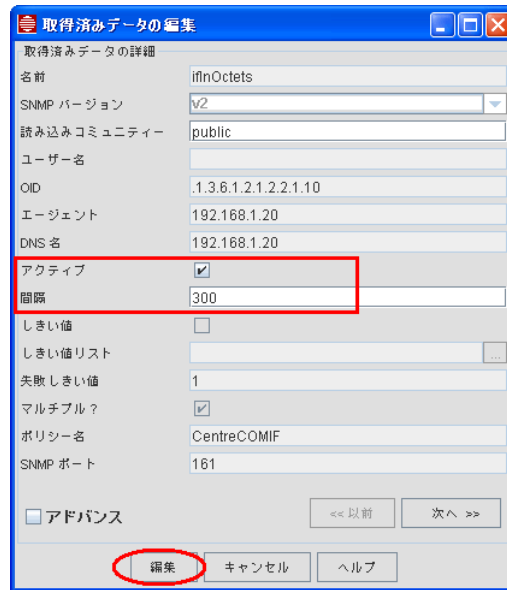 取得済みデータの編集
取得済みデータの詳細
名前 ifInOctets
SNMP バージョン v2
読み込みコミュニティー public
ユーザー名
OID .1.3.6.1.2.1.2.2.1.10
エージェント 192.168.1.20
DNS 名 192.168.1.20
アクティブ
間隔 300
しきい値
しきい値リスト ...
失敗しきい値 1
マルチプル？
ポリシー名 CentreCOMIF
SNMP ポート 161
アドバンス << 以前 次へ >>
編集 キャンセル ヘルプ